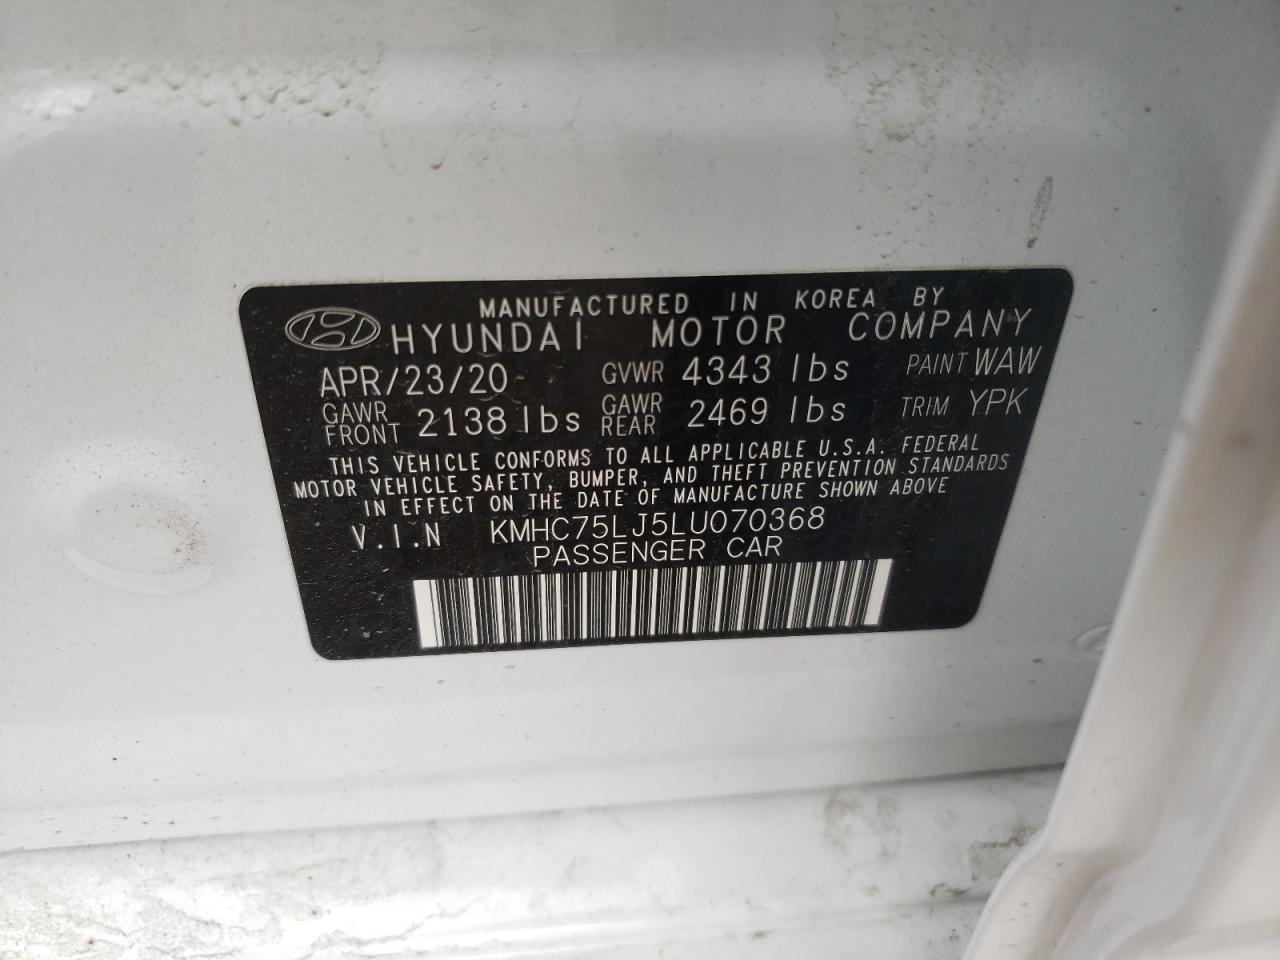 MANUFACTURED IN KOREA BY
HYUNDAI MOTOR COMPANY
APR/23/20 GVWR 4343 lbs PAINT WAW
GAWR FRONT 2138 lbs GAWR REAR 2469 lbs TRIM YPK
THIS VEHICLE CONFORMS TO ALL APPLICABLE U.S.A. FEDERAL
MOTOR VEHICLE SAFETY, BUMPER, AND THEFT PREVENTION STANDARDS
IN EFFECT ON THE DATE OF MANUFACTURE SHOWN ABOVE
V.I.N KMHC75LJ5LU070368
PASSENGER CAR